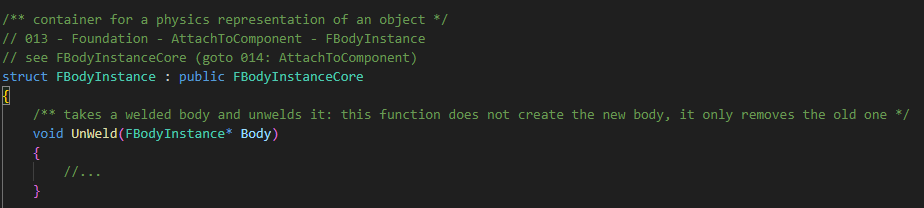 /** container for a physics representation of an object */
// 013 - Foundation - AttachToComponent - FBodyInstance
// see FBodyInstanceCore (goto 014: AttachToComponent)
struct FBodyInstance : public FBodyInstanceCore
{
    /** takes a welded body and unwelds it: this function does not create the new body, it only removes the old one */
    void UnWeld(FBodyInstance* Body)
    {
        //...
    }